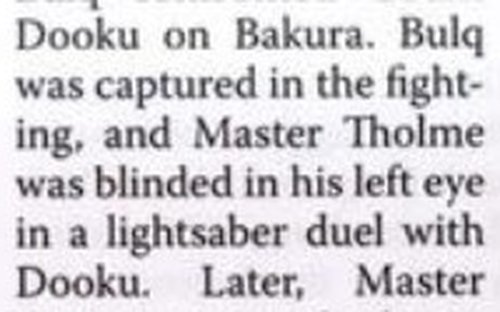 Dooku on Bakura. Bulq
was captured in the fight-
ing, and Master Tholme
was blinded in his left eye
in a lightsaber duel with
Dooku. Later, Master